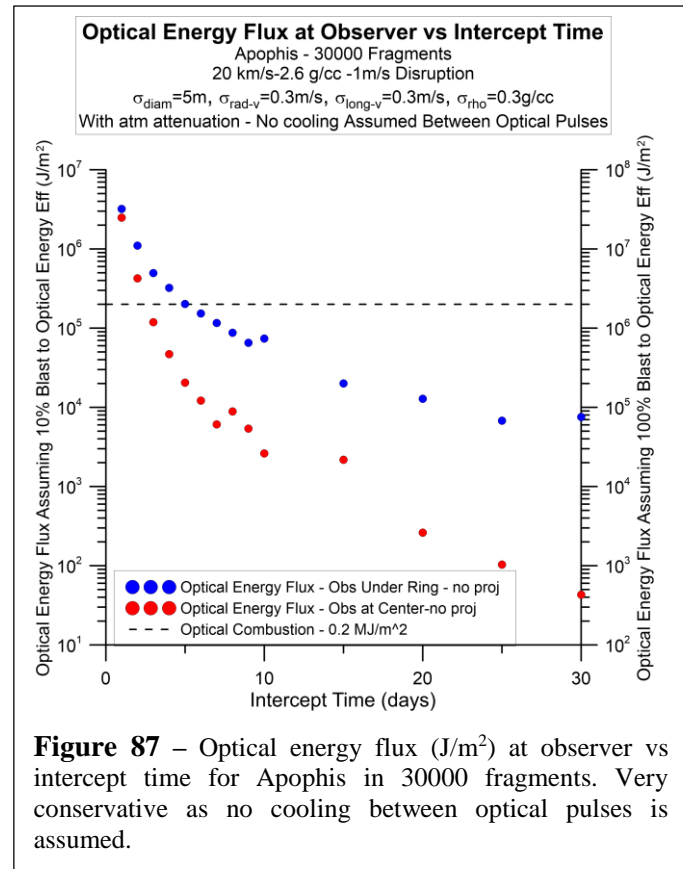 Optical Energy Flux at Observer vs Intercept Time
Apophis - 30000 Fragments
20 km/s-2.6 g/cc -1m/s Disruption
σdiam=5m, σrad-v=0.3m/s, σlong-v=0.3m/s, σrho=0.3g/cc
With atm attenuation - No cooling Assumed Between Optical Pulses
Optical Energy Flux Assuming 10% Blast to Optical Energy Eff (J/m²)
10⁷
10⁶
10⁵
10⁴
10³
10²
10¹
Optical Energy Flux - Obs Under Ring - no proj
Optical Energy Flux - Obs at Center-no proj
Optical Combustion - 0.2 MJ/m^2
0 10 20 30
Intercept Time (days)
10⁸
10⁷
10⁶
10⁵
10⁴
10³
10²
Optical Energy Flux Assuming 100% Blast to Optical Energy Eff (J/m²)
Figure 87 – Optical energy flux (J/m²) at observer vs
intercept time for Apophis in 30000 fragments. Very
conservative as no cooling between optical pulses is
assumed.